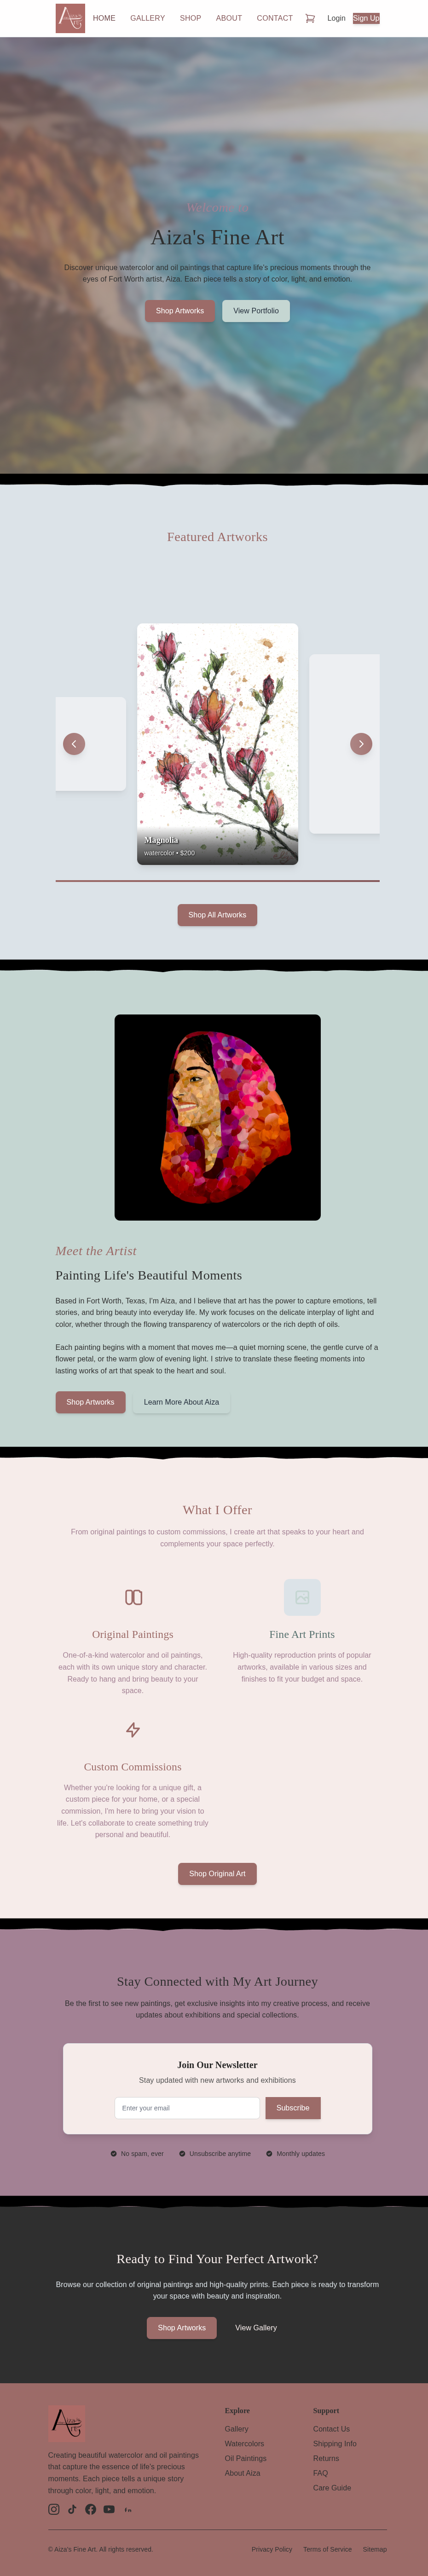 HOME GALLERY SHOP ABOUT CONTACT Login Sign Up
Welcome to
Aiza's Fine Art
Discover unique watercolor and oil paintings that capture life's precious moments through the
eyes of Fort Worth artist, Aiza. Each piece tells a story of color, light, and emotion.
Shop Artworks View Portfolio
Featured Artworks
Magnolia
watercolor • $200
Shop All Artworks
Meet the Artist
Painting Life's Beautiful Moments
Based in Fort Worth, Texas, I'm Aiza, and I believe that art has the power to capture emotions, tell
stories, and bring beauty into everyday life. My work focuses on the delicate interplay of light and
color, whether through the flowing transparency of watercolors or the rich depth of oils.
Each painting begins with a moment that moves me—a quiet morning scene, the gentle curve of a
flower petal, or the warm glow of evening light. I strive to translate these fleeting moments into
lasting works of art that speak to the heart and soul.
Shop Artworks Learn More About Aiza
What I Offer
From original paintings to custom commissions, I create art that speaks to your heart and
complements your space perfectly.
Original Paintings
One-of-a-kind watercolor and oil paintings,
each with its own unique story and character.
Ready to hang and bring beauty to your
space.
Fine Art Prints
High-quality reproduction prints of popular
artworks, available in various sizes and
finishes to fit your budget and space.
Custom Commissions
Whether you're looking for a unique gift, a
custom piece for your home, or a special
commission, I'm here to bring your vision to
life. Let's collaborate to create something truly
personal and beautiful.
Shop Original Art
Stay Connected with My Art Journey
Be the first to see new paintings, get exclusive insights into my creative process, and receive
updates about exhibitions and special collections.
Join Our Newsletter
Stay updated with new artworks and exhibitions
Enter your email Subscribe
No spam, ever Unsubscribe anytime Monthly updates
Ready to Find Your Perfect Artwork?
Browse our collection of original paintings and high-quality prints. Each piece is ready to transform
your space with beauty and inspiration.
Shop Artworks View Gallery
Creating beautiful watercolor and oil paintings
that capture the essence of life's precious
moments. Each piece tells a unique story
through color, light, and emotion.
Explore
Gallery
Watercolors
Oil Paintings
About Aiza
Support
Contact Us
Shipping Info
Returns
FAQ
Care Guide
© Aiza's Fine Art. All rights reserved.
Privacy Policy Terms of Service Sitemap